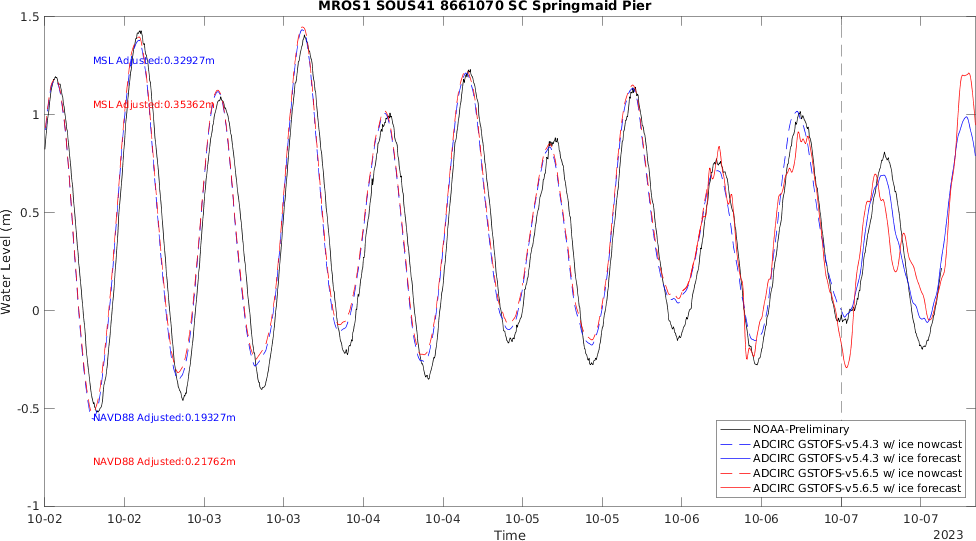 MROS1 SOUS41 8661070 SC Springmaid Pier
1.5
1
0.5
0
-0.5
-1
Water Level (m)
MSL Adjusted:0.32927m
MSL Adjusted:0.35362m
NAVD88 Adjusted:0.19327m
NAVD88 Adjusted:0.21762m
NOAA-Preliminary
ADCIRC GSTOFS-v5.4.3 w/ ice nowcast
ADCIRC GSTOFS-v5.4.3 w/ ice forecast
ADCIRC GSTOFS-v5.6.5 w/ ice nowcast
ADCIRC GSTOFS-v5.6.5 w/ ice forecast
10-02 10-02 10-03 10-03 10-04 10-04 10-05 10-05 10-06 10-06 10-07 10-07
Time
2023